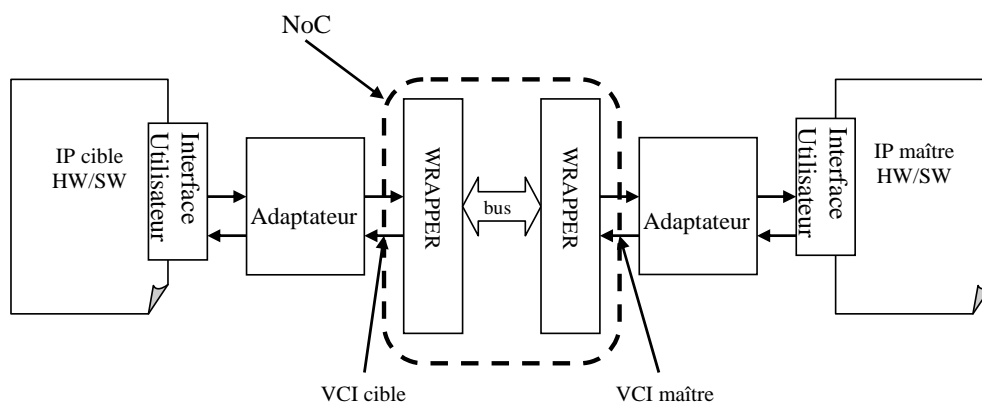 NoC
IP cible
HW/SW
Interface
Utilisateur
Adaptateur
WRAPPER
bus
WRAPPER
Adaptateur
Interface
Utilisateur
IP maître
HW/SW
VCI cible
VCI maître